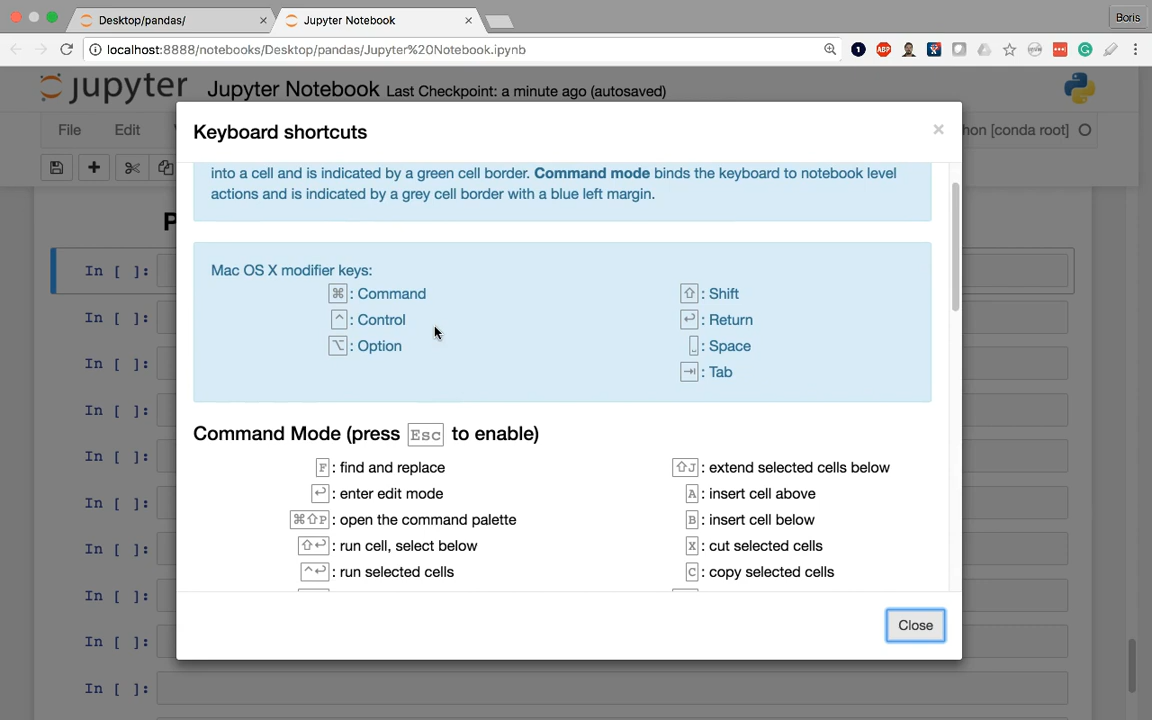 Desktop/pandas/
Jupyter Notebook
Boris
localhost:8888/notebooks/Desktop/pandas/Jupyter%20Notebook.ipynb
1
ABP
jupyter
Jupyter Notebook Last Checkpoint: a minute ago (autosaved)
File
Edit
Keyboard shortcuts
×
hon [conda root]
into a cell and is indicated by a green cell border. Command mode binds the keyboard to notebook level
actions and is indicated by a grey cell border with a blue left margin.
P
In [ ]:
Mac OS X modifier keys:
⌘: Command
⇧: Shift
In [ ]:
^: Control
↩: Return
⌥: Option
␣: Space
In [ ]:
⇥: Tab
In [ ]:
Command Mode (press Esc to enable)
In [ ]:
F: find and replace
⇧J: extend selected cells below
↩: enter edit mode
A: insert cell above
In [ ]:
⌘⇧P: open the command palette
B: insert cell below
⇧↩: run cell, select below
X: cut selected cells
In [ ]:
^↩: run selected cells
C: copy selected cells
In [ ]:
Close
In [ ]:
In [ ]: